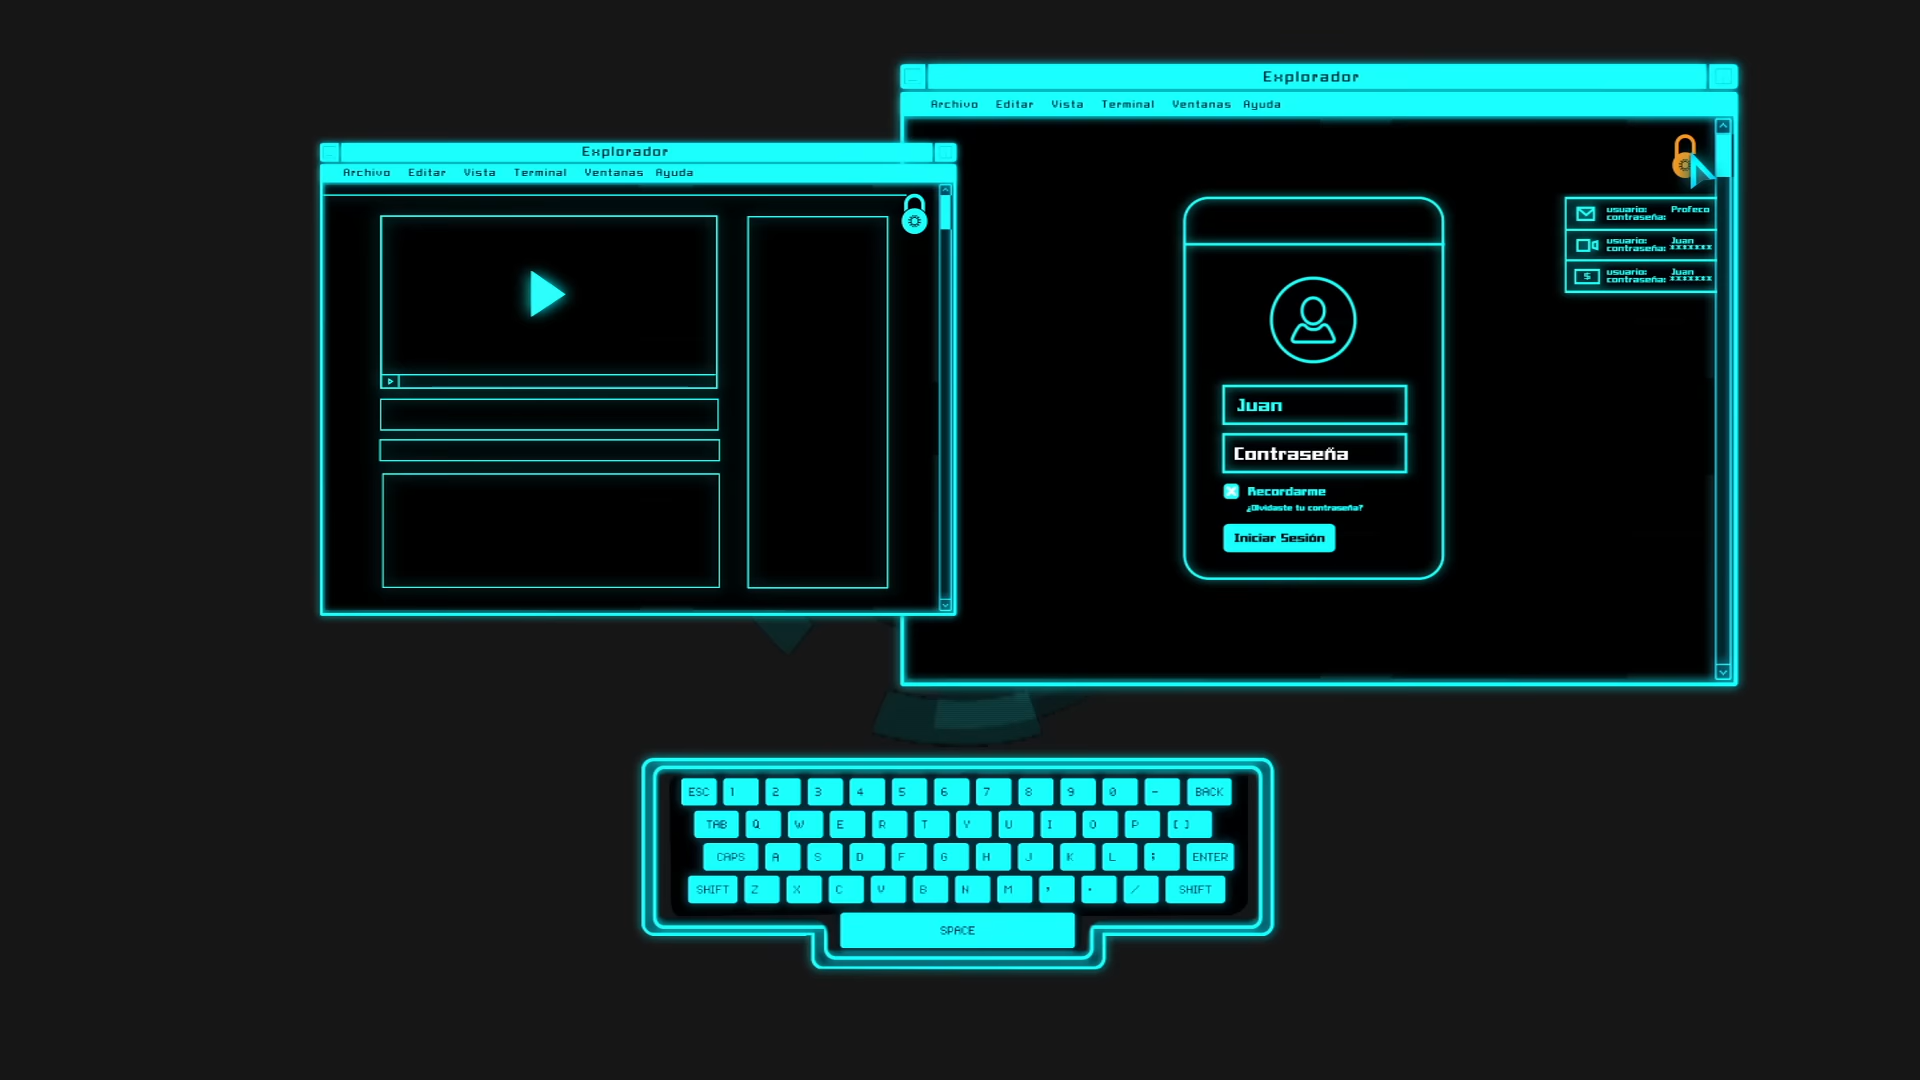 Explorador
Archivo Editar Vista Terminal Ventanas Ayuda
Explorador
Archivo Editar Vista Terminal Ventanas Ayuda
usuario: Profeco
contraseña:
usuario: Juan
contraseña: *******
usuario: Juan
contraseña: *******
$
Juan
Contraseña
Recordarme
¿Olvidaste tu contraseña?
Iniciar Sesión
ESC 1 2 3 4 5 6 7 8 9 0 - BACK
TAB Q W E R T Y U I O P [ ]
CAPS A S D F G H J K L ; ENTER
SHIFT Z X C V B N M , . / SHIFT
SPACE